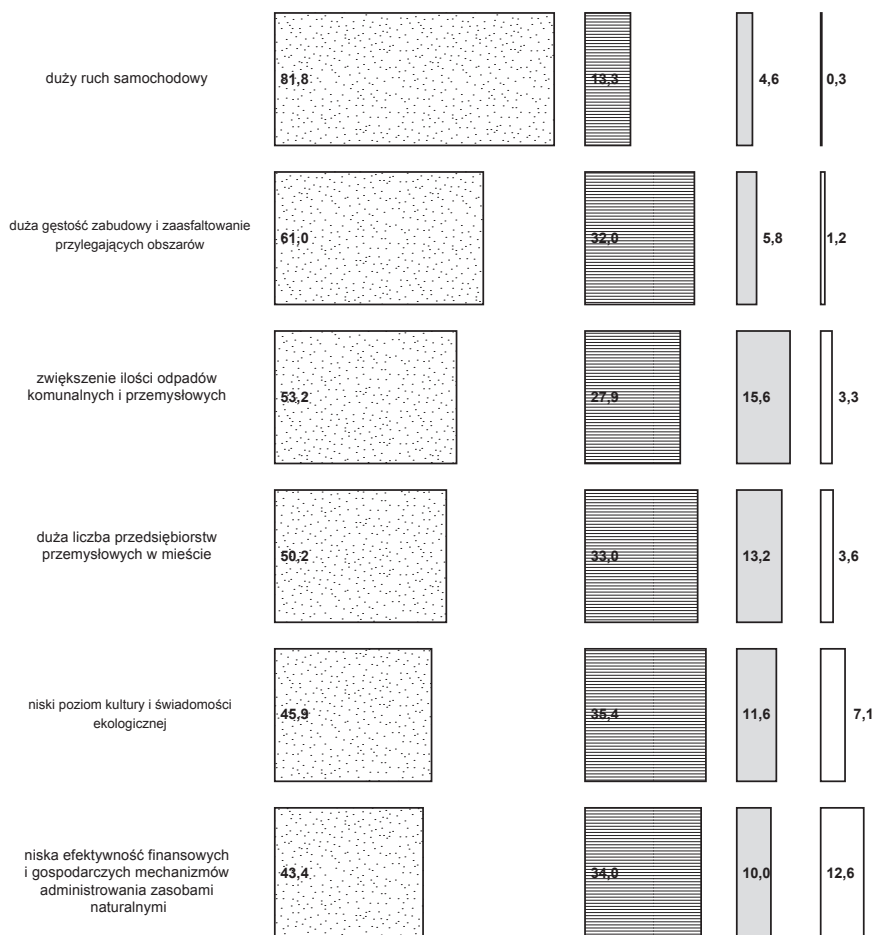 duży ruch samochodowy
81,8
13,3
4,6
0,3
duża gęstość zabudowy i zaasfaltowanie
przylegających obszarów
61,0
32,0
5,8
1,2
zwiększenie ilości odpadów
komunalnych i przemysłowych
53,2
27,9
15,6
3,3
duża liczba przedsiębiorstw
przemysłowych w mieście
50,2
33,0
13,2
3,6
niski poziom kultury i świadomości
ekologicznej
45,9
35,4
11,6
7,1
niska efektywność finansowych
i gospodarczych mechanizmów
administrowania zasobami
naturalnymi
43,4
34,0
10,0
12,6